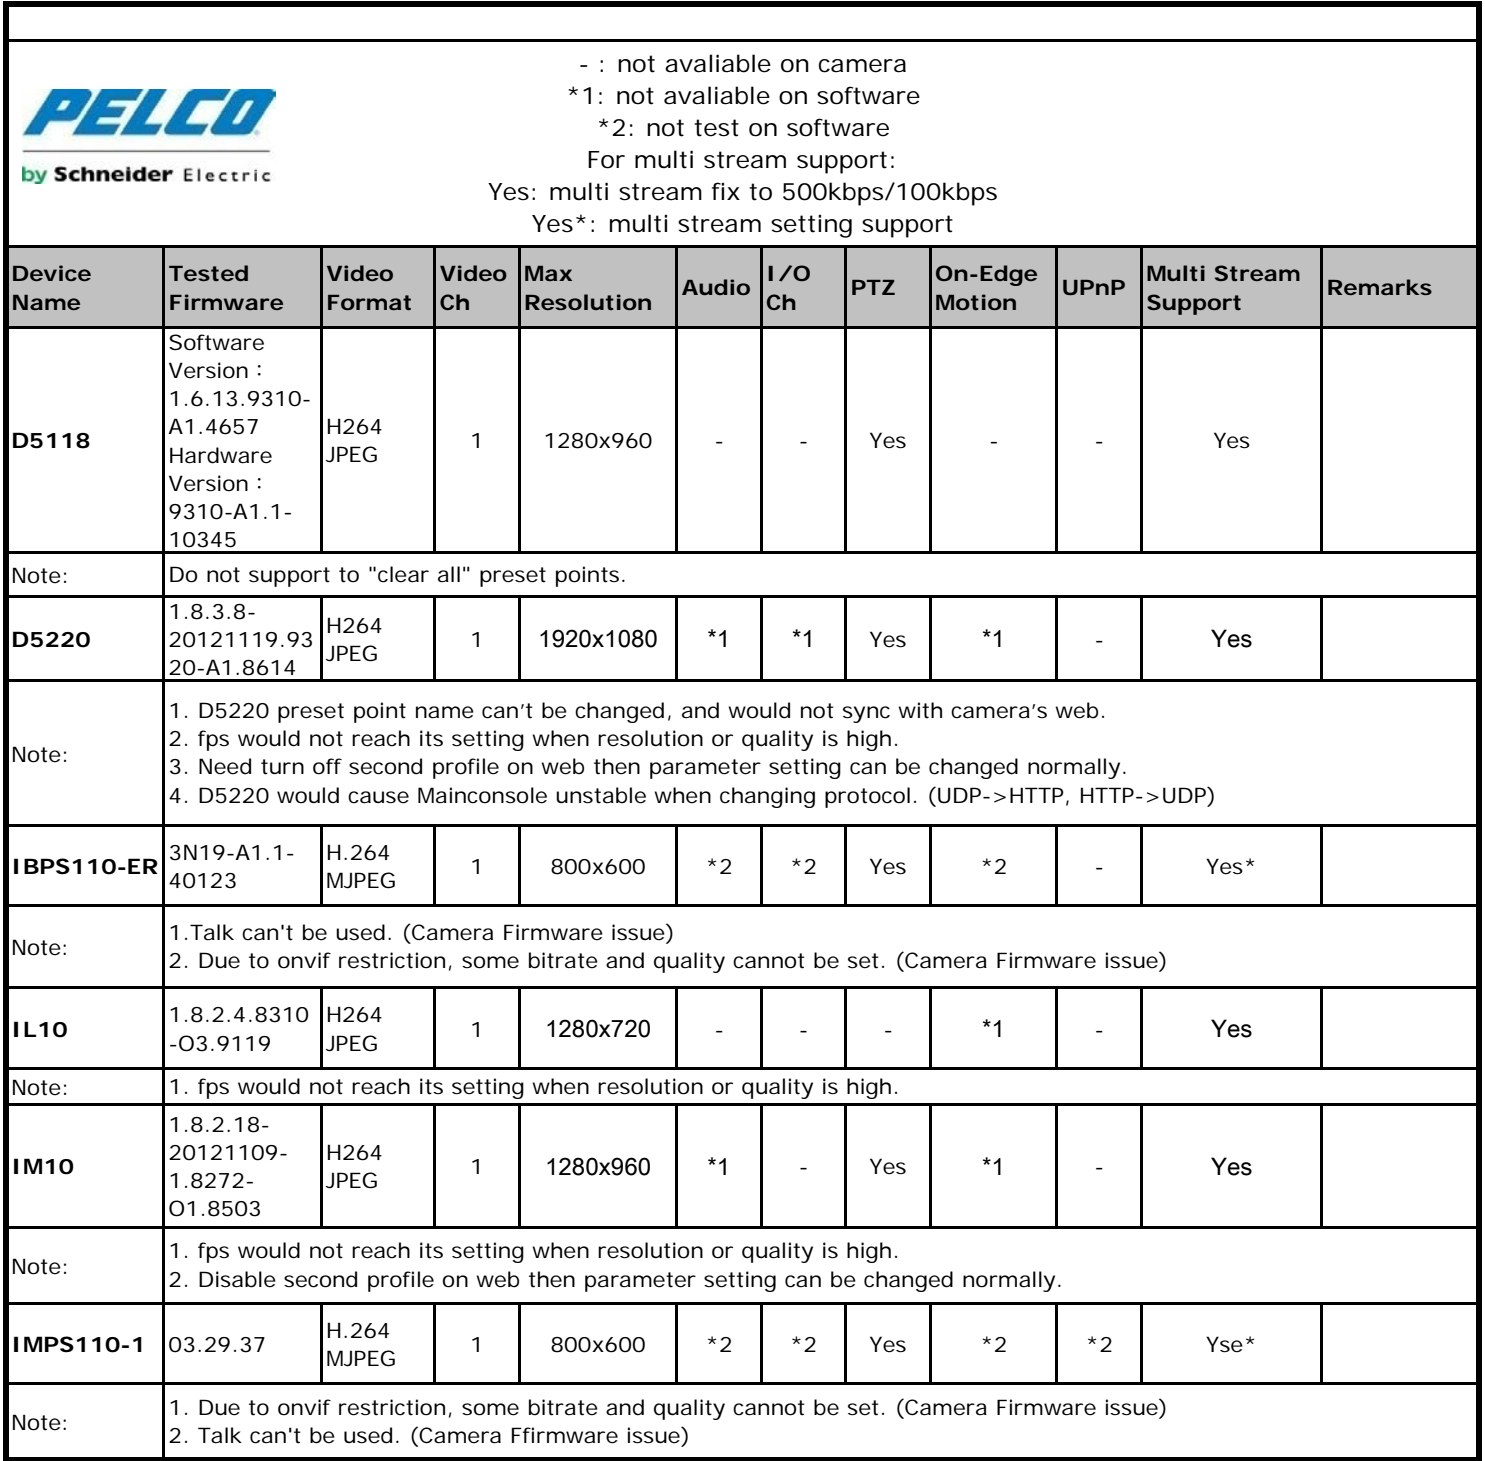 PELCO
by Schneider Electric
- : not avaliable on camera
*1: not avaliable on software
*2: not test on software
For multi stream support:
Yes: multi stream fix to 500kbps/100kbps
Yes*: multi stream setting support
Device Name Tested Firmware Video Format Video Ch Max Resolution Audio I/O Ch PTZ On-Edge Motion UPnP Multi Stream Support Remarks
D5118
Software
Version：
1.6.13.9310-
A1.4657
Hardware
Version：
9310-A1.1-
10345
H264
JPEG
1 1280x960 - - Yes - - Yes
Note: Do not support to "clear all" preset points.
D5220
1.8.3.8-
20121119.93
20-A1.8614
H264
JPEG
1 1920x1080 *1 *1 Yes *1 - Yes
Note:
1. D5220 preset point name can’t be changed, and would not sync with camera’s web.
2. fps would not reach its setting when resolution or quality is high.
3. Need turn off second profile on web then parameter setting can be changed normally.
4. D5220 would cause Mainconsole unstable when changing protocol. (UDP->HTTP, HTTP->UDP)
IBPS110-ER
3N19-A1.1-
40123
H.264
MJPEG
1 800x600 *2 *2 Yes *2 - Yes*
Note:
1.Talk can't be used. (Camera Firmware issue)
2. Due to onvif restriction, some bitrate and quality cannot be set. (Camera Firmware issue)
IL10
1.8.2.4.8310
-O3.9119
H264
JPEG
1 1280x720 - - - *1 - Yes
Note: 1. fps would not reach its setting when resolution or quality is high.
IM10
1.8.2.18-
20121109-
1.8272-
O1.8503
H264
JPEG
1 1280x960 *1 - Yes *1 - Yes
Note:
1. fps would not reach its setting when resolution or quality is high.
2. Disable second profile on web then parameter setting can be changed normally.
IMPS110-1 03.29.37
H.264
MJPEG
1 800x600 *2 *2 Yes *2 *2 Yse*
Note:
1. Due to onvif restriction, some bitrate and quality cannot be set. (Camera Firmware issue)
2. Talk can't be used. (Camera Ffirmware issue)